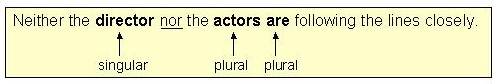 Neither the director nor the actors are following the lines closely.
singular plural plural